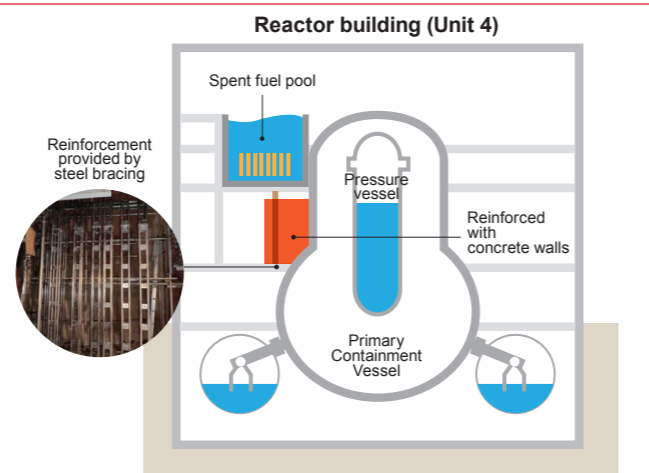 Reactor building (Unit 4)
Spent fuel pool
Reinforcement
provided by
steel bracing
Pressure
vessel
Reinforced
with
concrete walls
Primary
Containment
Vessel